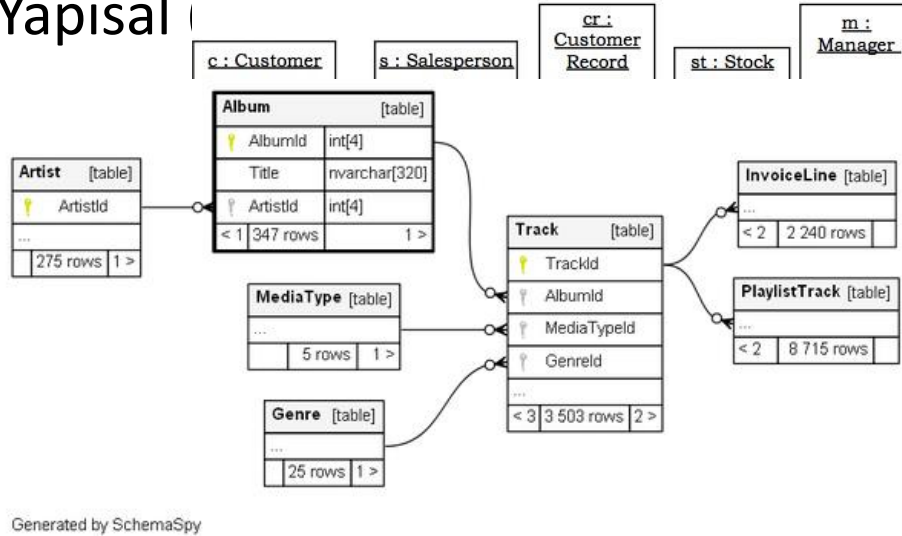 Yapısal (
c : Customer
s : Salesperson
cr :
Customer
Record
st : Stock
m :
Manager
Album [table]
AlbumId int[4]
Title nvarchar[320]
ArtistId int[4]
< 1 347 rows 1 >
Artist [table]
ArtistId
...
275 rows 1 >
MediaType [table]
...
5 rows 1 >
Genre [table]
...
25 rows 1 >
Track [table]
TrackId
AlbumId
MediaTypeId
GenreId
...
< 3 3 503 rows 2 >
InvoiceLine [table]
...
< 2 2 240 rows
PlaylistTrack [table]
...
< 2 8 715 rows
Generated by SchemaSpy